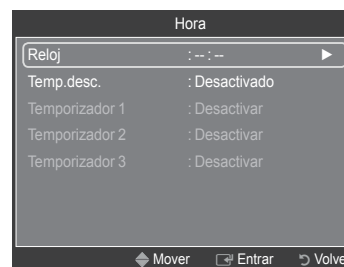 Hora
Reloj : -- : -- ►
Temp.desc. : Desactivado
Temporizador 1 : Desactivar
Temporizador 2 : Desactivar
Temporizador 3 : Desactivar
Mover Entrar Volve